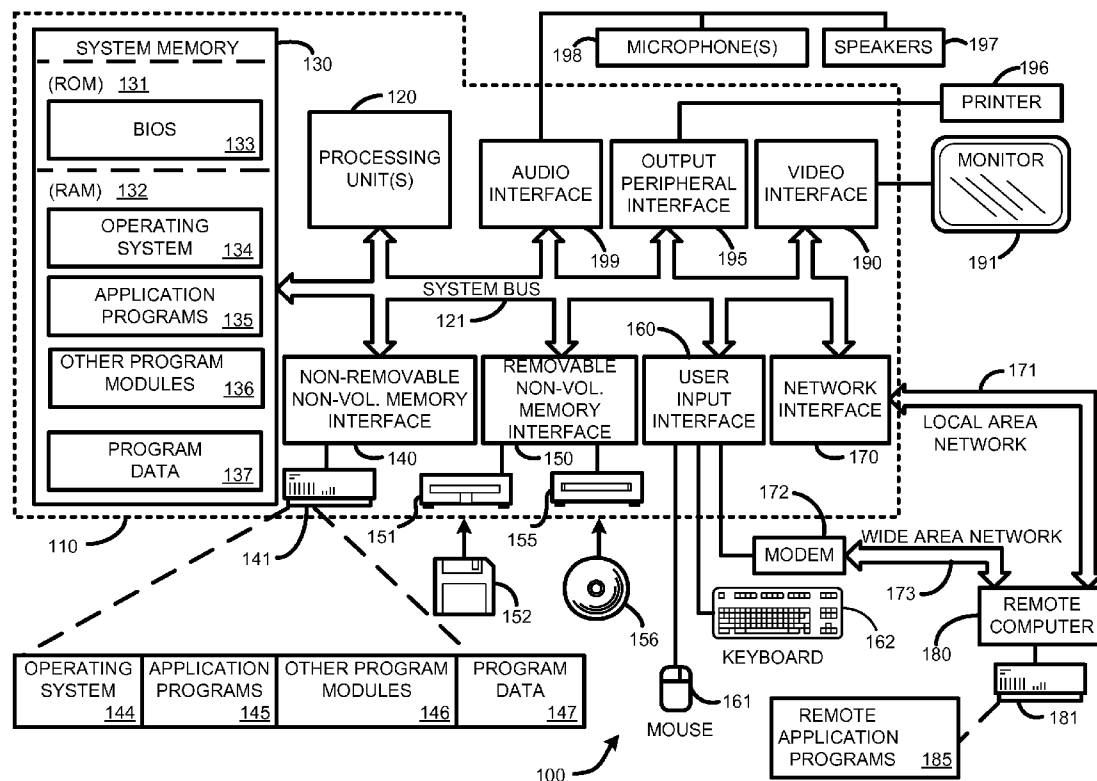 SYSTEM MEMORY
130
(ROM) 131
BIOS
133
(RAM) 132
OPERATING
SYSTEM
134
APPLICATION
PROGRAMS
135
OTHER PROGRAM
MODULES
136
PROGRAM
DATA
137
110
120
PROCESSING
UNIT(S)
198
MICROPHONE(S)
SPEAKERS
197
196
PRINTER
AUDIO
INTERFACE
199
OUTPUT
PERIPHERAL
INTERFACE
195
VIDEO
INTERFACE
190
MONITOR
191
SYSTEM BUS
121
NON-REMOVABLE
NON-VOL. MEMORY
INTERFACE
140
REMOVABLE
NON-VOL.
MEMORY
INTERFACE
150
160
USER
INPUT
INTERFACE
NETWORK
INTERFACE
170
171
LOCAL AREA
NETWORK
141
151
155
152
156
172
MODEM
WIDE AREA NETWORK
173
162
KEYBOARD
161
MOUSE
180
REMOTE
COMPUTER
181
REMOTE
APPLICATION
PROGRAMS
185
OPERATING
SYSTEM
144
APPLICATION
PROGRAMS
145
OTHER PROGRAM
MODULES
146
PROGRAM
DATA
147
100